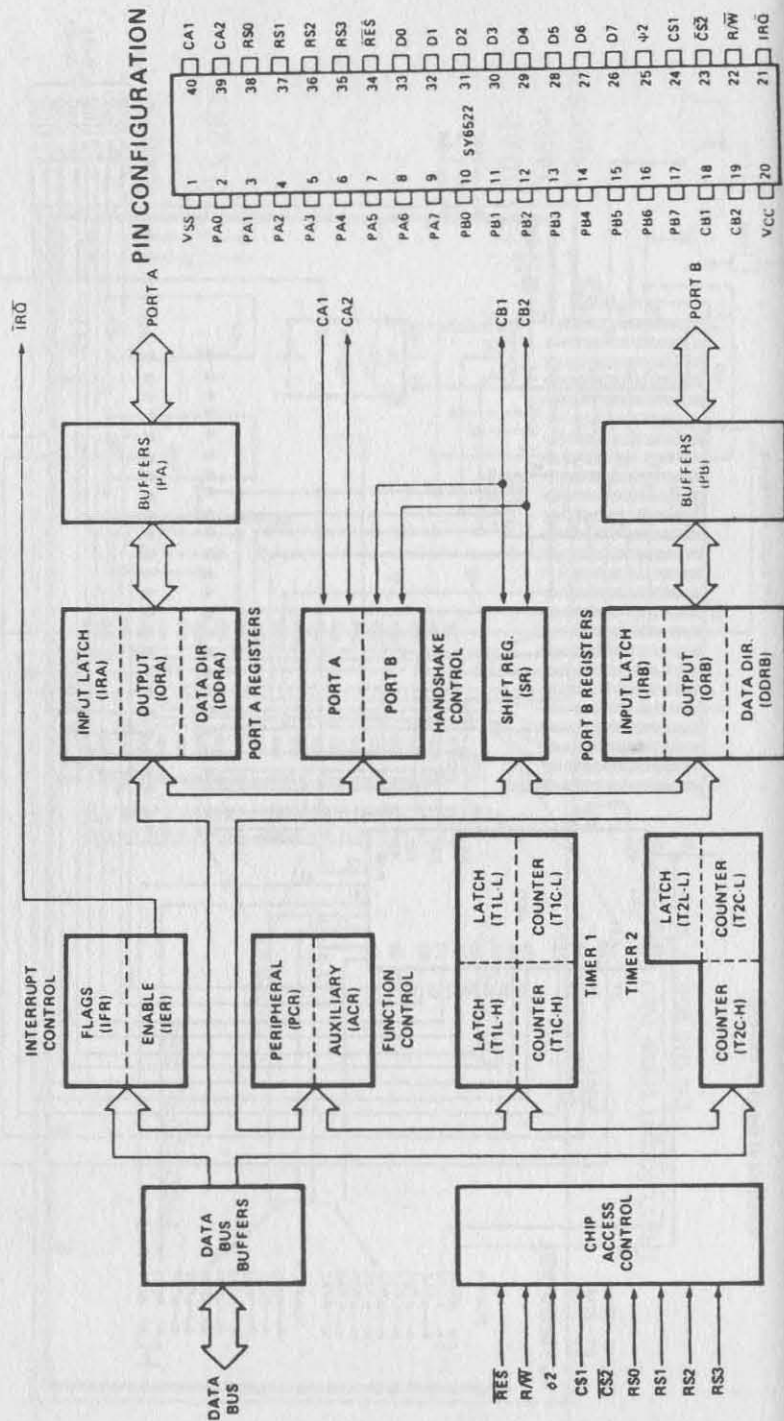 INTERRUPT
CONTROL
FLAGS
(IFR)
ENABLE
(IER)
DATA
BUS
DATA
BUS
BUFFERS
PERIPHERAL
(PCR)
AUXILIARY
(ACR)
FUNCTION
CONTROL
LATCH
(T1L-H)
LATCH
(T1L-L)
COUNTER
(T1C-H)
COUNTER
(T1C-L)
TIMER 1
TIMER 2
LATCH
(T2L-L)
COUNTER
(T2C-H)
COUNTER
(T2C-L)
CHIP
ACCESS
CONTROL
R̅E̅S̅
R/W̅
ϕ2
CS1
C̅S̅2̅
RS0
RS1
RS2
RS3
I̅R̅Q̅
INPUT LATCH
(IRA)
OUTPUT
(ORA)
DATA DIR
(DDRA)
PORT A REGISTERS
BUFFERS
(PA)
PORT A
PORT A
PORT B
HANDSHAKE
CONTROL
CA1
CA2
SHIFT REG.
(SR)
CB1
CB2
PORT B REGISTERS
INPUT LATCH
(IRB)
OUTPUT
(ORB)
DATA DIR
(DDRB)
BUFFERS
(PB)
PORT B
PIN CONFIGURATION
VSS 1 40 CA1
PA0 2 39 CA2
PA1 3 38 RS0
PA2 4 37 RS1
PA3 5 36 RS2
PA4 6 35 RS3
PA5 7 34 R̅E̅S̅
PA6 8 33 D0
PA7 9 32 D1
PB0 10 SY6522 31 D2
PB1 11 30 D3
PB2 12 29 D4
PB3 13 28 D5
PB4 14 27 D6
PB5 15 26 D7
PB6 16 25 ϕ2
PB7 17 24 CS1
CB1 18 23 C̅S̅2̅
CB2 19 22 R/W̅
VCC 20 21 I̅R̅Q̅